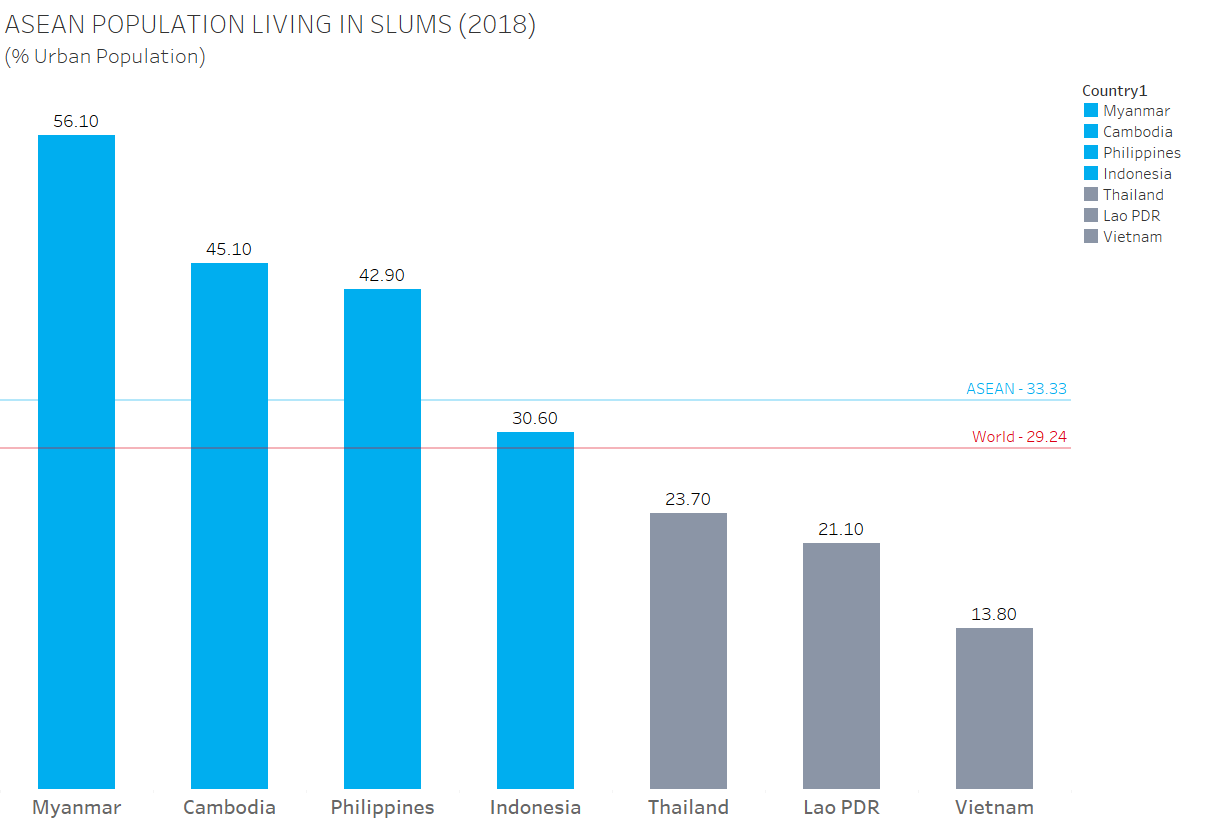 ASEAN POPULATION LIVING IN SLUMS (2018)
(% Urban Population)
Country1
Myanmar
Cambodia
Philippines
Indonesia
Thailand
Lao PDR
Vietnam
56.10
45.10
42.90
ASEAN - 33.33
30.60
World - 29.24
23.70
21.10
13.80
Myanmar Cambodia Philippines Indonesia Thailand Lao PDR Vietnam